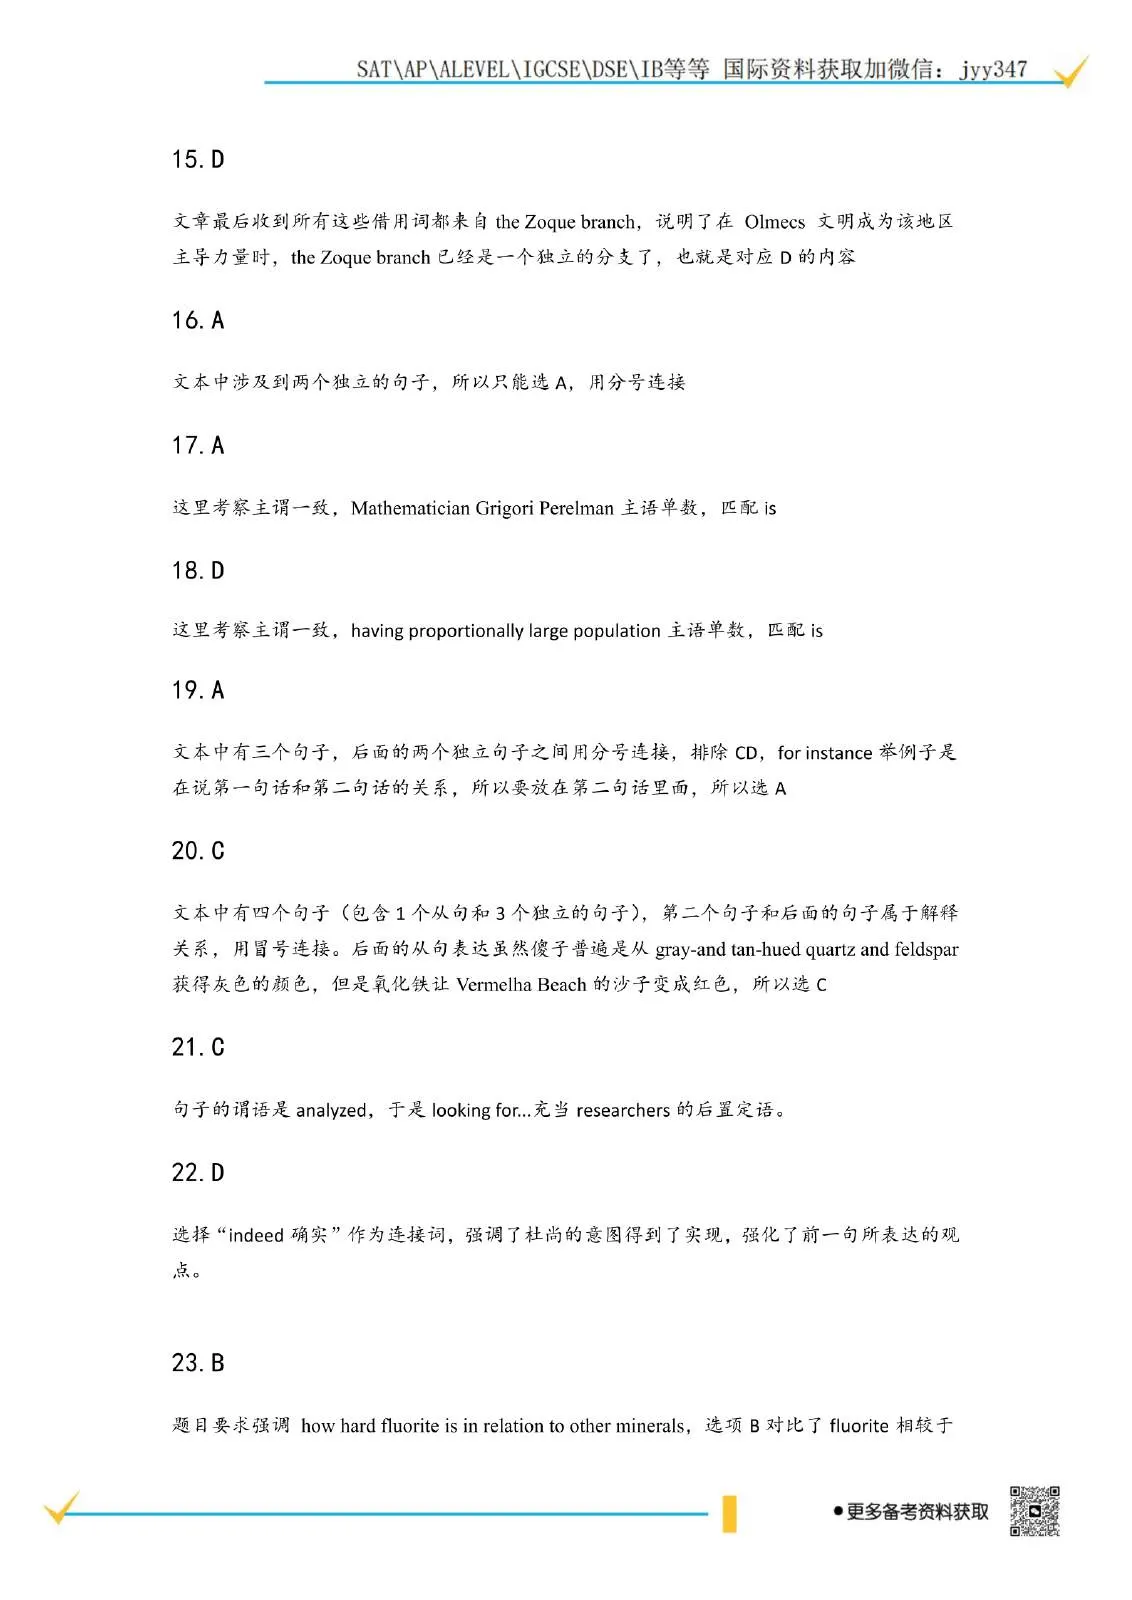 SAT\AP\ALEVEL\IGCSE\DSE\IB等等 国际资料获取加微信：jyy347
15. D
文章最后收到所有这些借用词都来自 the Zoque branch，说明了在 Olmecs 文明成为该地区
主导力量时，the Zoque branch 已经是一个独立的分支了，也就是对应 D 的内容
16. A
文本中涉及到两个独立的句子，所以只能选 A，用分号连接
17. A
这里考察主谓一致，Mathematician Grigori Perelman 主语单数，匹配 is
18. D
这里考察主谓一致，having proportionally large population 主语单数，匹配 is
19. A
文本中有三个句子，后面的两个独立句子之间用分号连接，排除 CD，for instance 举例子是
在说第一句话和第二句话的关系，所以要放在第二句话里面，所以选 A
20. C
文本中有四个句子（包含 1 个从句和 3 个独立的句子），第二个句子和后面的句子属于解释
关系，用冒号连接。后面的从句表达虽然傻子普遍是从 gray-and tan-hued quartz and feldspar
获得灰色的颜色，但是氧化铁让 Vermelha Beach 的沙子变成红色，所以选 C
21. C
句子的谓语是 analyzed，于是 looking for...充当 researchers 的后置定语。
22. D
选择“indeed 确实”作为连接词，强调了杜尚的意图得到了实现，强化了前一句所表达的观
点。
23. B
题目要求强调 how hard fluorite is in relation to other minerals，选项 B 对比了 fluorite 相较于
●更多备考资料获取